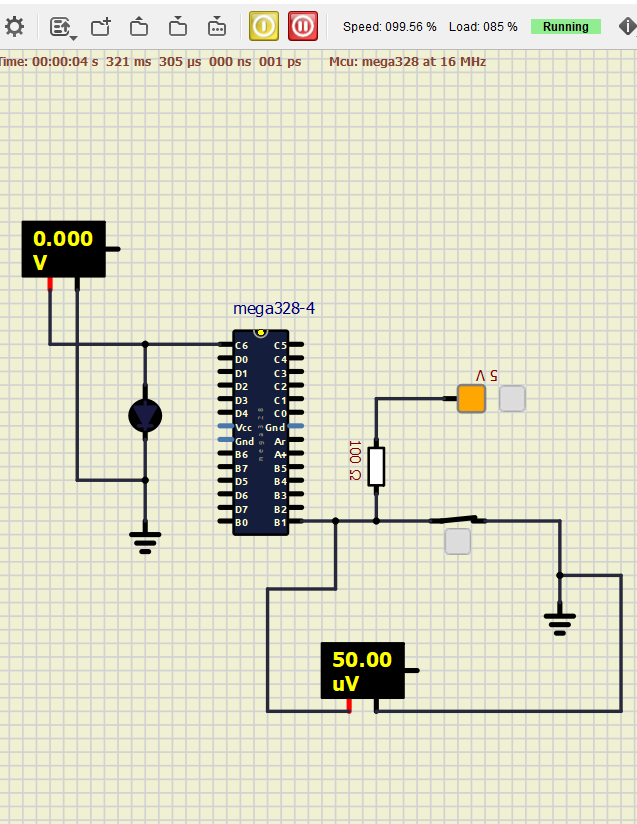 Speed: 099.56 % Load: 085 % Running
Time: 00:00:04 s 321 ms 305 µs 000 ns 001 ps Mcu: mega328 at 16 MHz
0.000
V
mega328-4
C6 C5
D0 C4
D1 C3
D2 C2
D3 C1
D4 C0
Vcc Gnd
Gnd Ar
B6 A+
B7 B5
D5 B4
D6 B3
D7 B2
B0 B1
mega328
5 V
100 Ω
50.00
uV